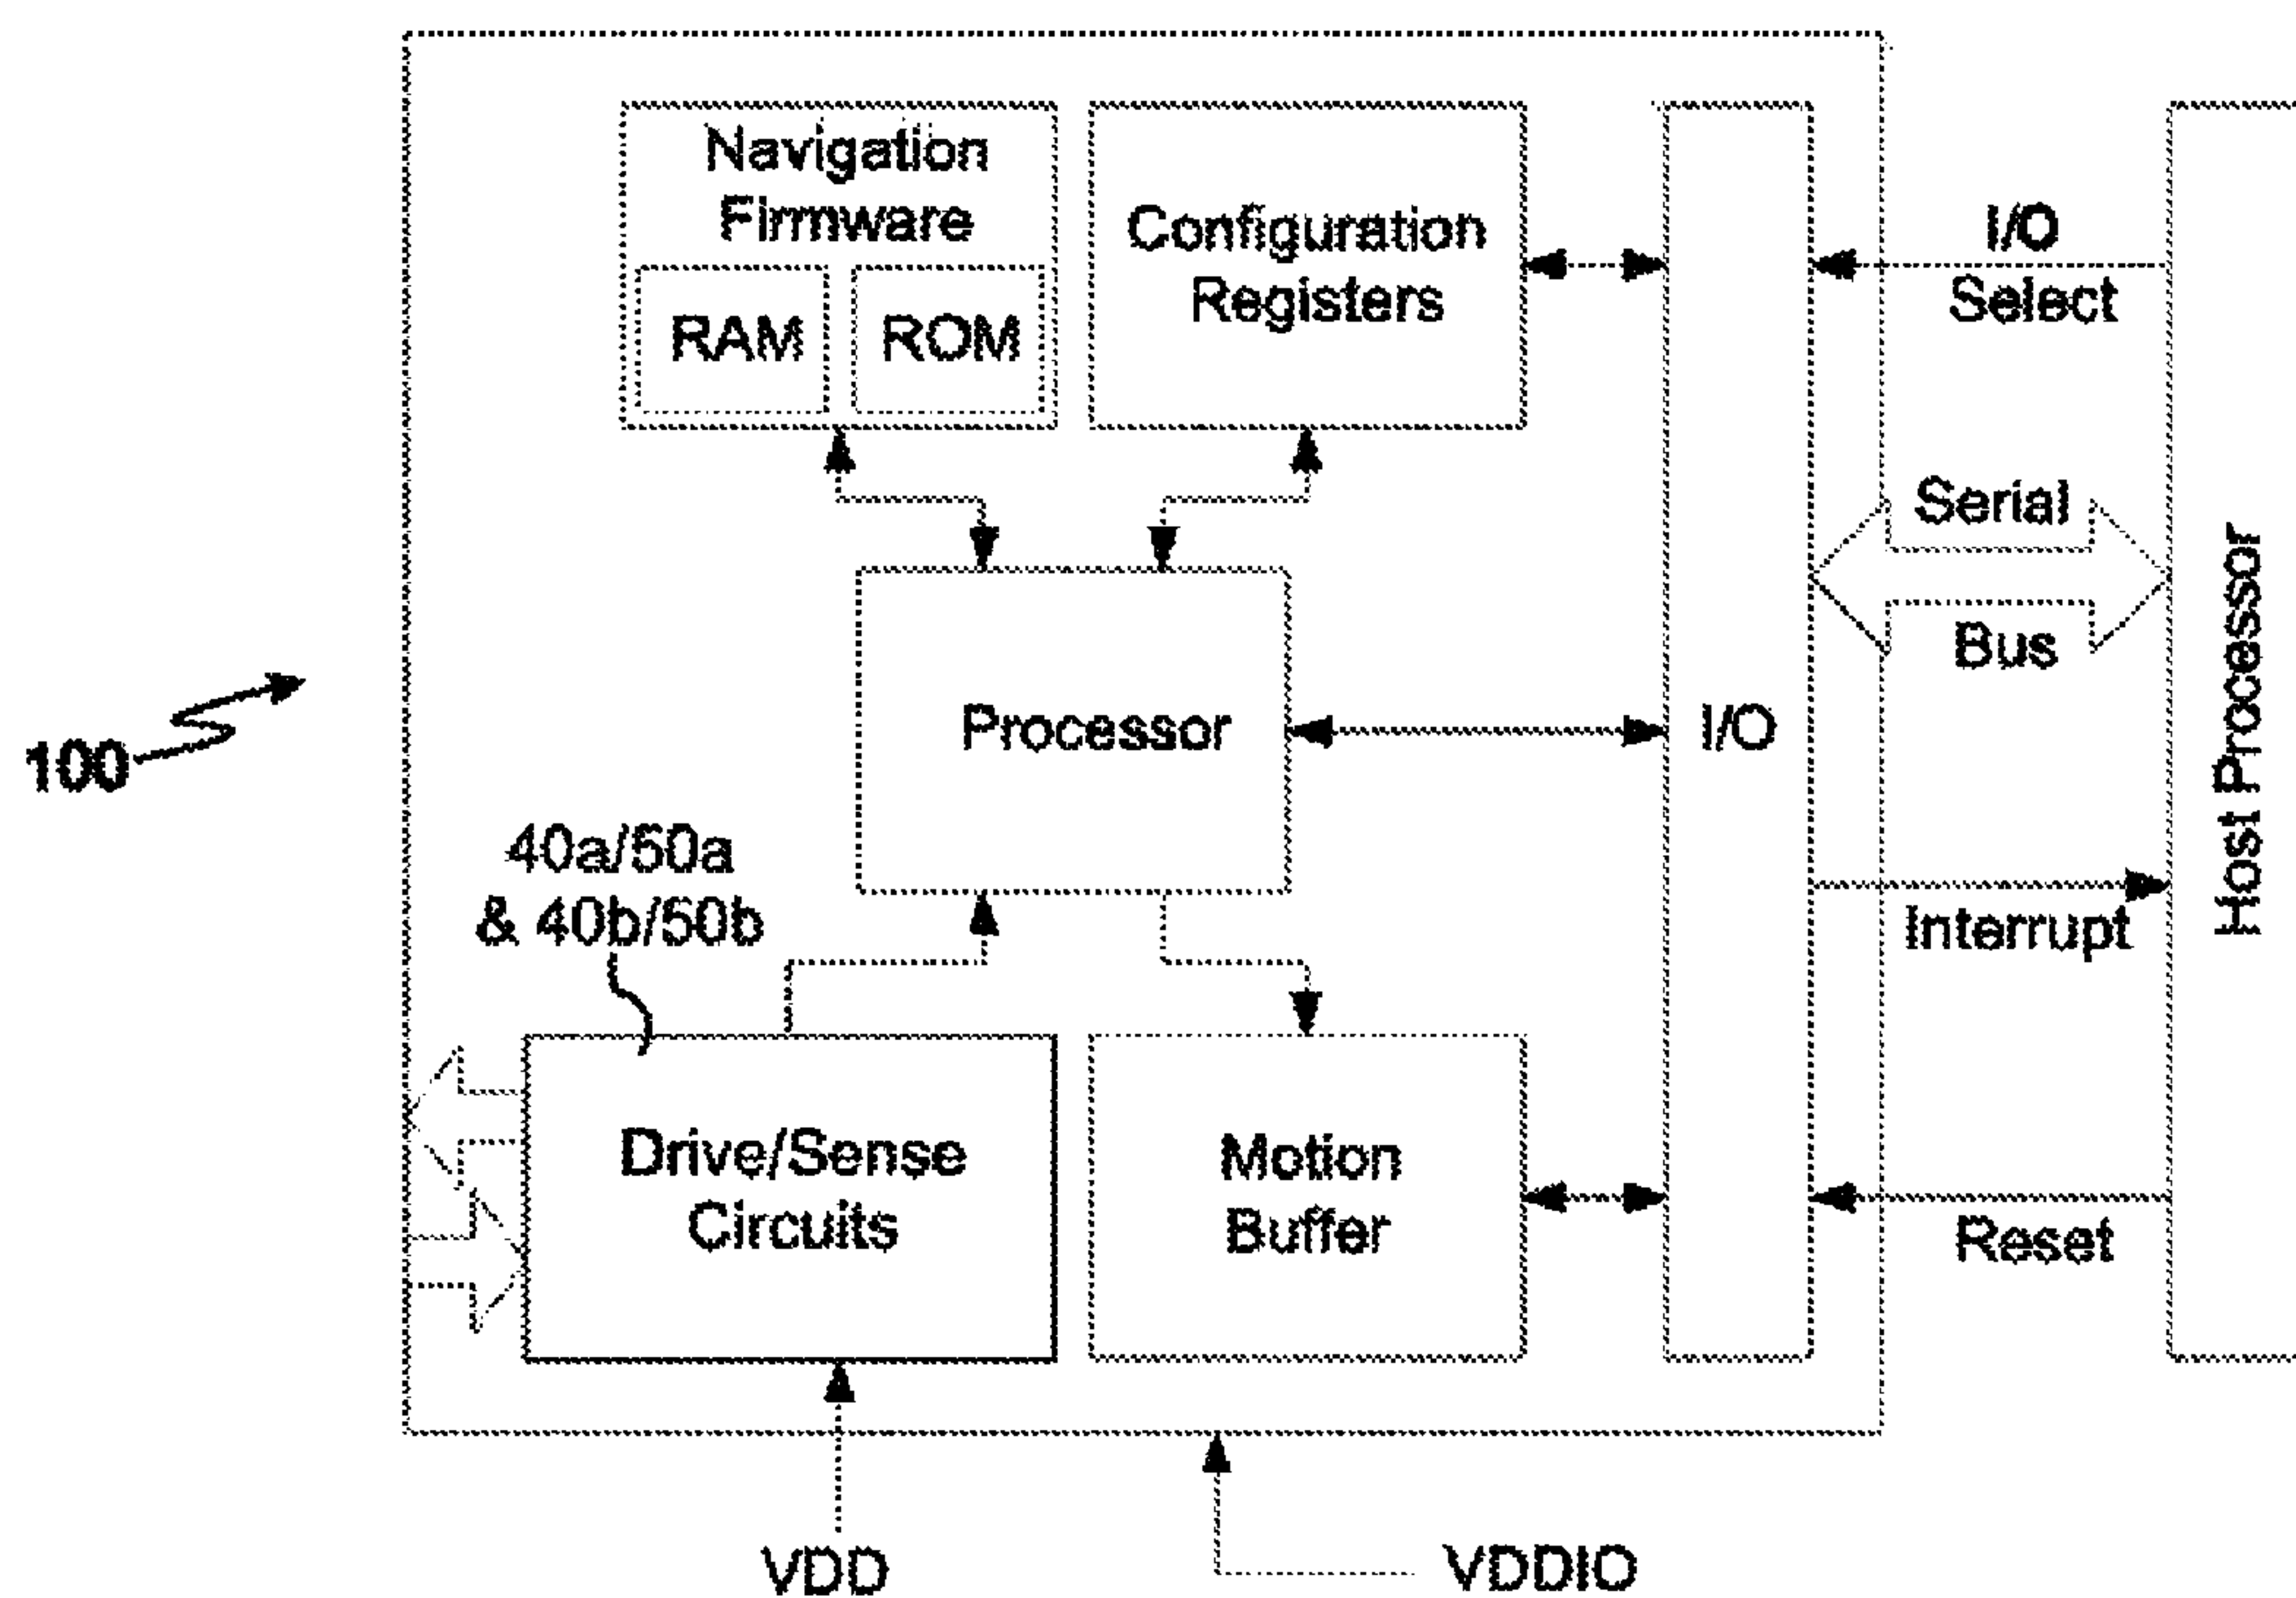 Navigation
Firmware
RAM
ROM
Configuration
Registers
I/O
Select
Serial
Bus
Processor
I/O
Host Processor
100
40a/50a
& 40b/50b
Interrupt
Drive/Sense
Circuits
Motion
Buffer
Reset
VDD
VDDIO